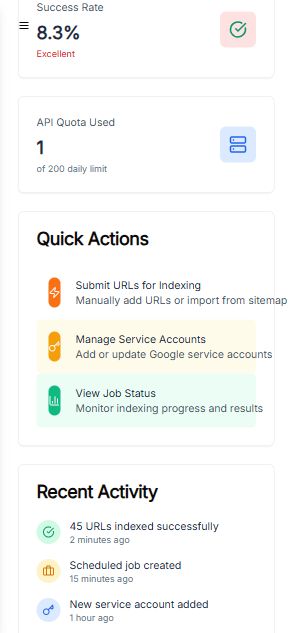 Success Rate
8.3%
Excellent
API Quota Used
1
of 200 daily limit
Quick Actions
Submit URLs for Indexing
Manually add URLs or import from sitemap
Manage Service Accounts
Add or update Google service accounts
View Job Status
Monitor indexing progress and results
Recent Activity
45 URLs indexed successfully
2 minutes ago
Scheduled job created
15 minutes ago
New service account added
1 hour ago